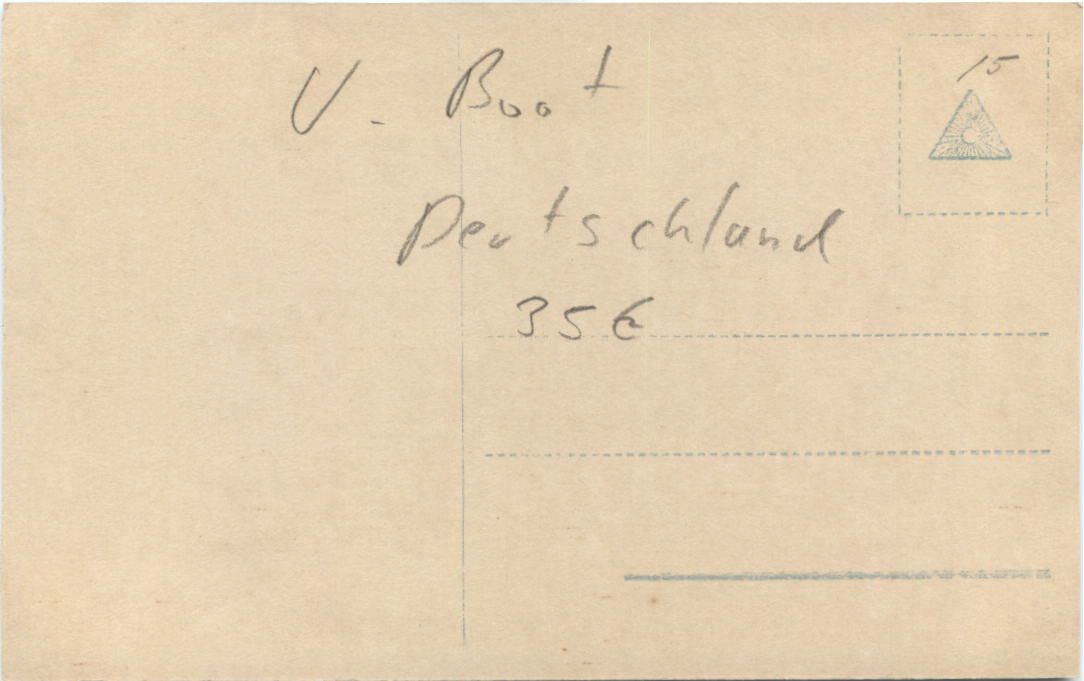 15
U - Boot
Deutschland
35€